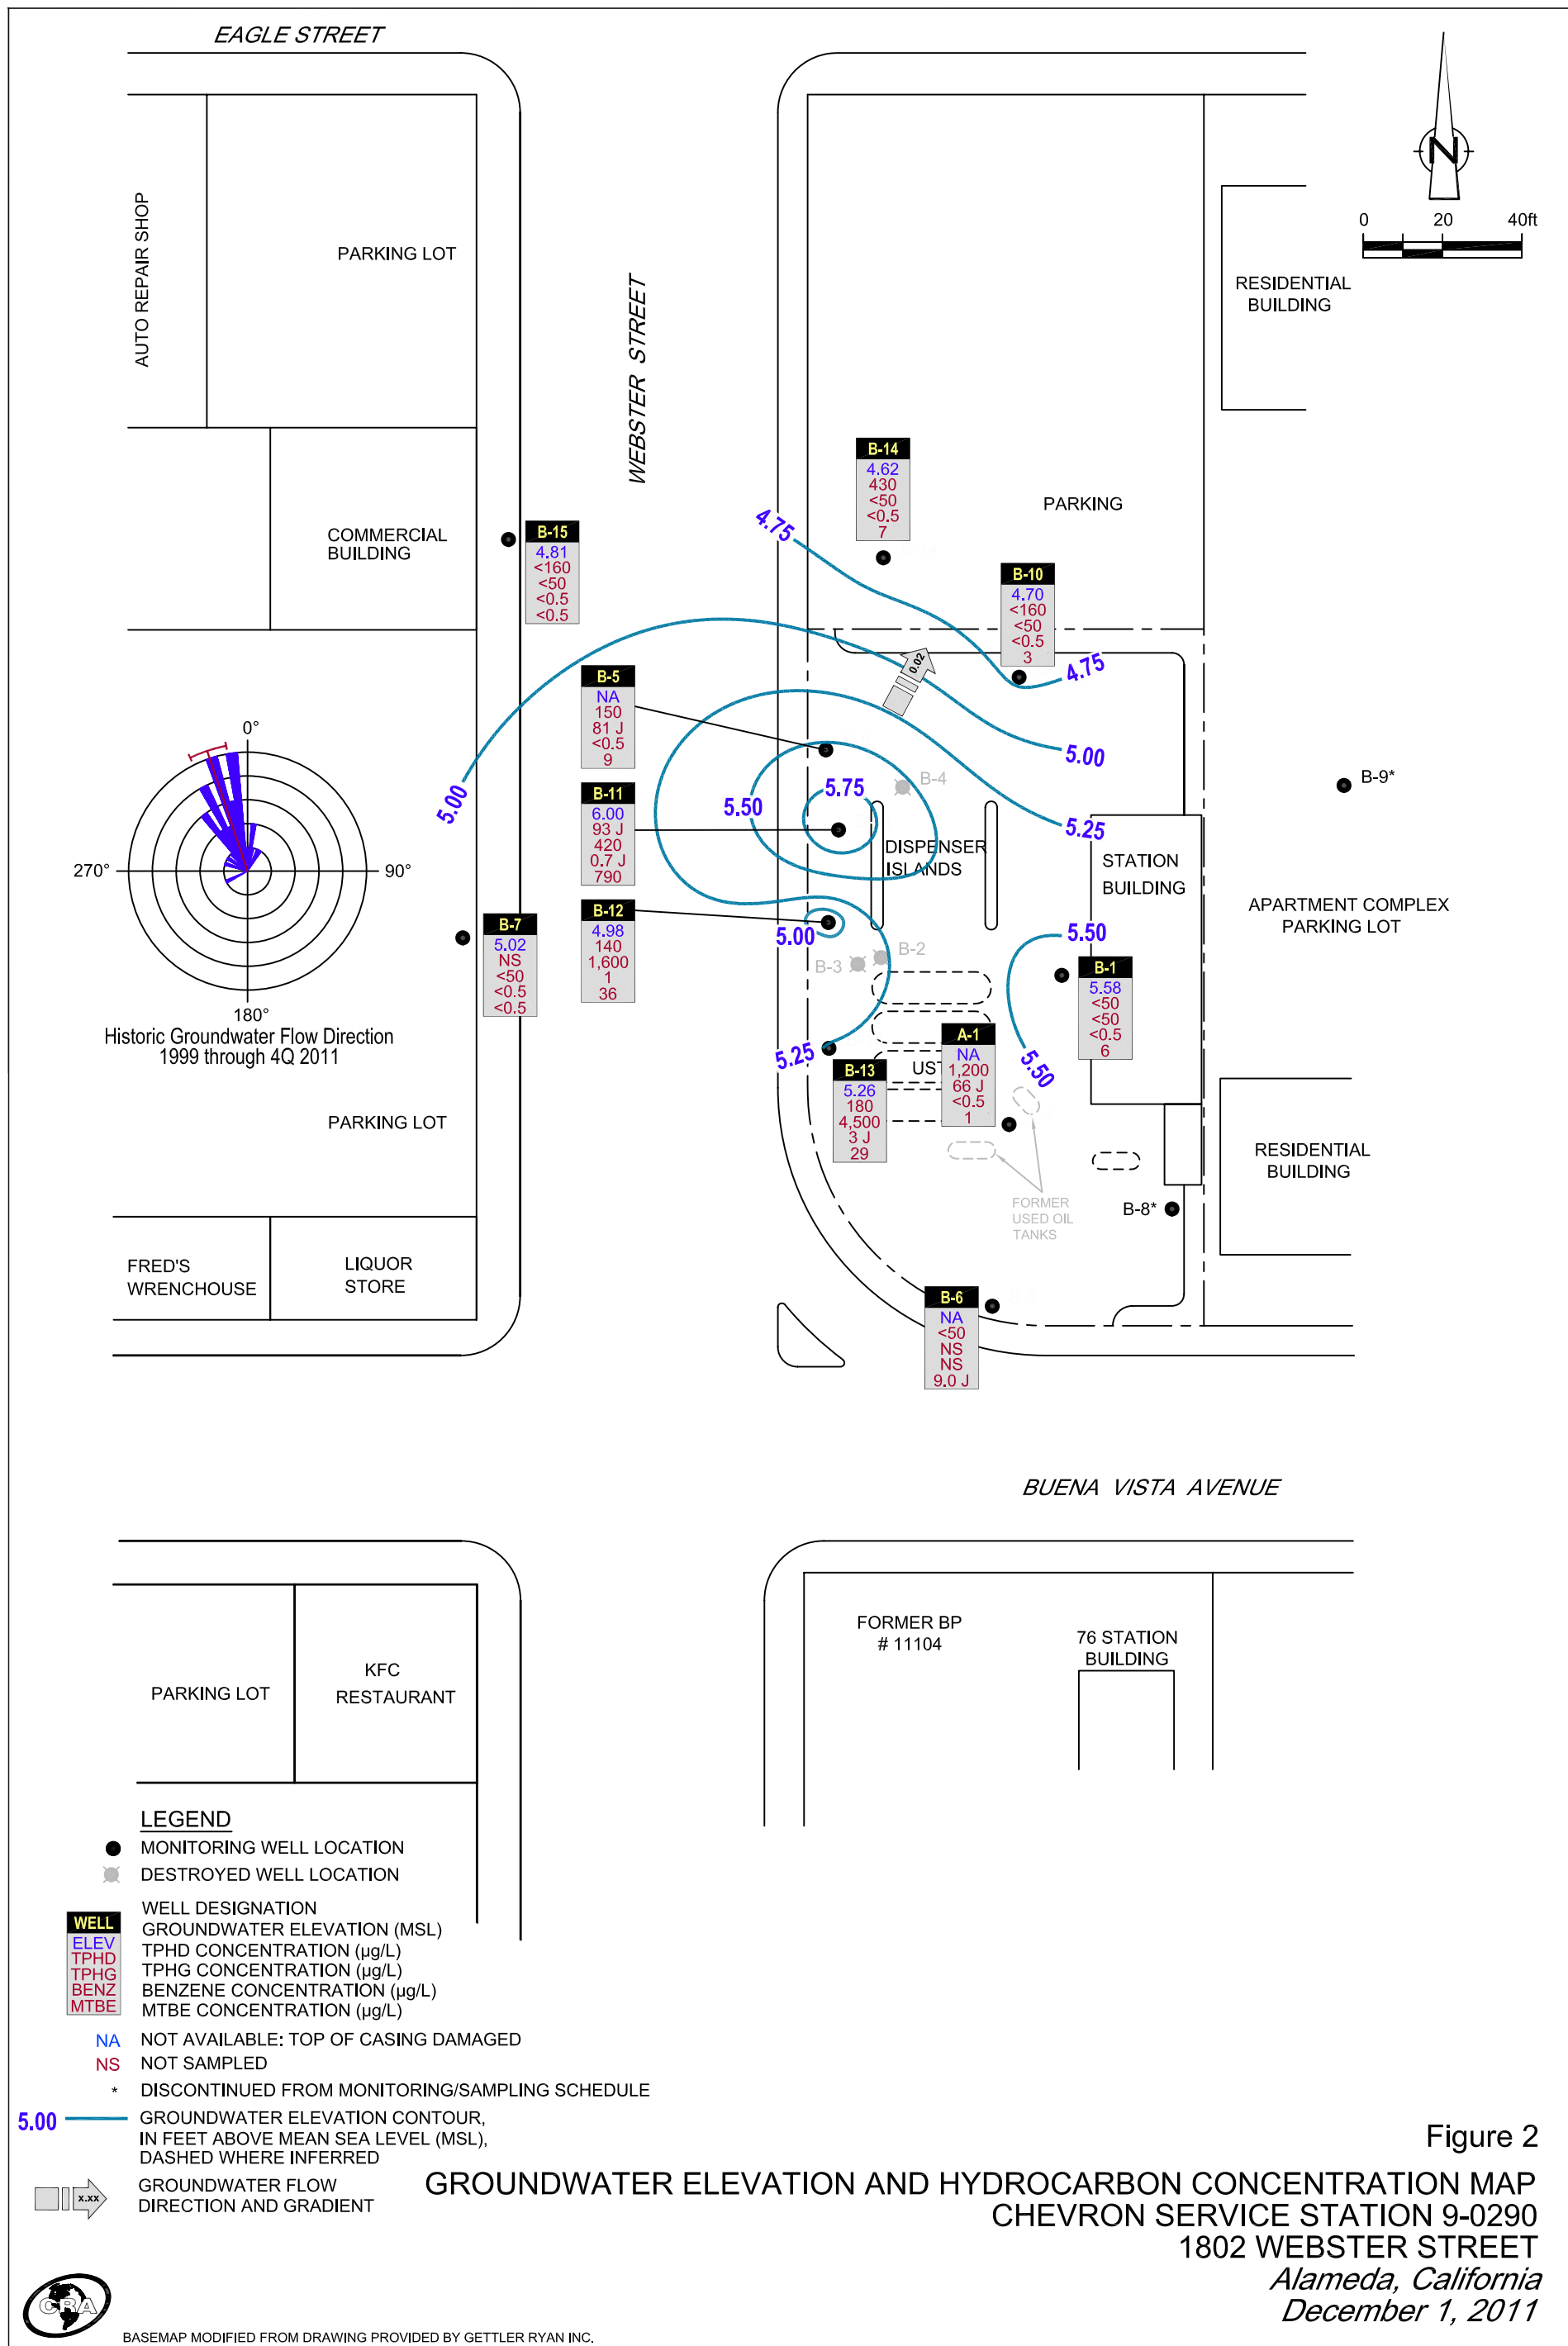 EAGLE STREET
AUTO REPAIR SHOP
PARKING LOT
WEBSTER STREET
N
0 20 40ft
RESIDENTIAL
BUILDING
B-14
4.62
430
<50
<0.5
7
PARKING
4.75
COMMERCIAL
BUILDING
B-15
4.81
<160
<50
<0.5
<0.5
B-10
4.70
<160
<50
<0.5
3
4.75
0.02
B-5
NA
150
81 J
<0.5
9
5.00
5.00
B-9*
B-4
5.75
5.50
B-11
6.00
93 J
420
0.7 J
790
5.25
DISPENSER
ISLANDS
STATION
BUILDING
0°
270°
90°
180°
Historic Groundwater Flow Direction
1999 through 4Q 2011
B-7
5.02
NS
<50
<0.5
<0.5
B-12
4.98
140
1,600
1
36
5.00
B-3
B-2
5.50
APARTMENT COMPLEX
PARKING LOT
B-1
5.58
<50
<50
<0.5
6
5.50
5.25
A-1
NA
1,200
66 J
<0.5
1
UST
B-13
5.26
180
4,500
3 J
29
PARKING LOT
RESIDENTIAL
BUILDING
FORMER
USED OIL
TANKS
B-8*
FRED'S
WRENCHOUSE
LIQUOR
STORE
B-6
NA
<50
NS
NS
9.0 J
BUENA VISTA AVENUE
PARKING LOT
KFC
RESTAURANT
FORMER BP
# 11104
76 STATION
BUILDING
LEGEND
MONITORING WELL LOCATION
DESTROYED WELL LOCATION
WELL
ELEV
TPHD
TPHG
BENZ
MTBE
WELL DESIGNATION
GROUNDWATER ELEVATION (MSL)
TPHD CONCENTRATION (µg/L)
TPHG CONCENTRATION (µg/L)
BENZENE CONCENTRATION (µg/L)
MTBE CONCENTRATION (µg/L)
NA NOT AVAILABLE: TOP OF CASING DAMAGED
NS NOT SAMPLED
* DISCONTINUED FROM MONITORING/SAMPLING SCHEDULE
5.00 GROUNDWATER ELEVATION CONTOUR,
IN FEET ABOVE MEAN SEA LEVEL (MSL),
DASHED WHERE INFERRED
x.xx GROUNDWATER FLOW
DIRECTION AND GRADIENT
Figure 2
GROUNDWATER ELEVATION AND HYDROCARBON CONCENTRATION MAP
CHEVRON SERVICE STATION 9-0290
1802 WEBSTER STREET
Alameda, California
December 1, 2011
CRA
BASEMAP MODIFIED FROM DRAWING PROVIDED BY GETTLER RYAN INC.